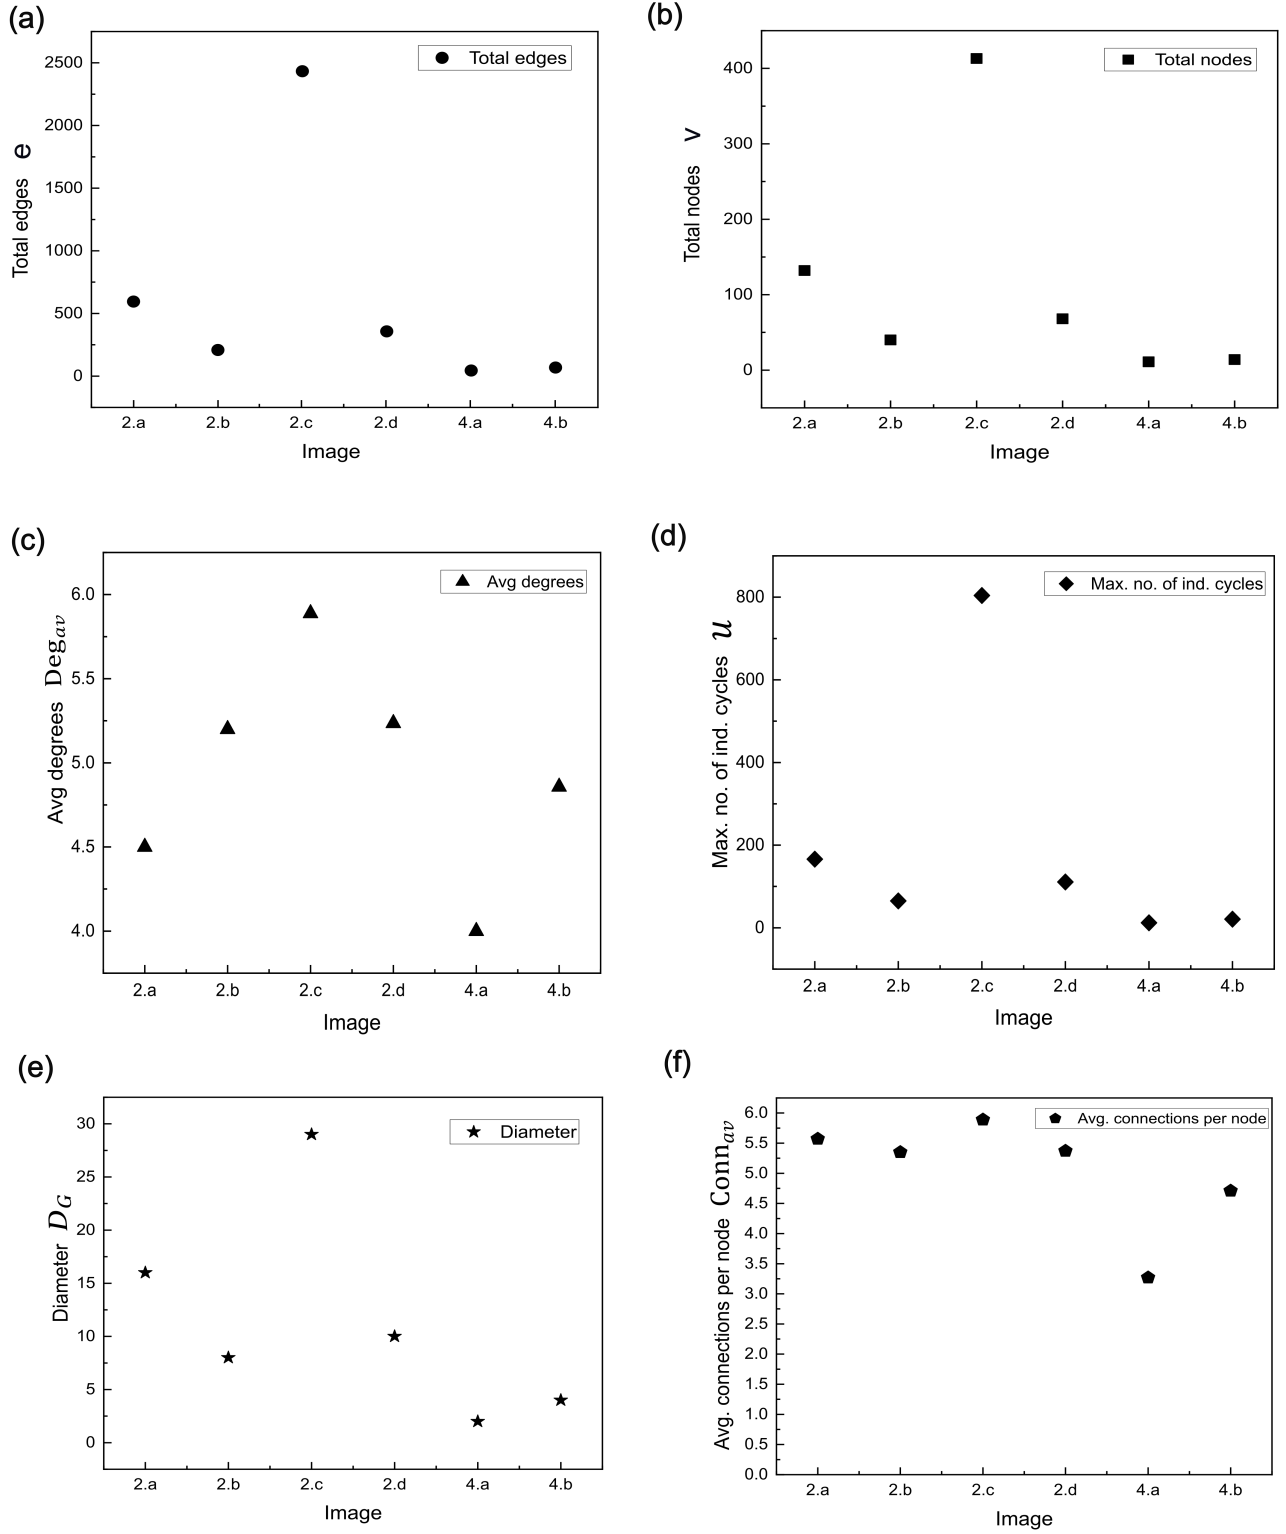 (a)
Total edges
2500
2000
1500
1000
500
0
Total edges e
2.a 2.b 2.c 2.d 4.a 4.b
Image
(b)
Total nodes
400
300
200
100
0
Total nodes v
2.a 2.b 2.c 2.d 4.a 4.b
Image
(c)
Avg degrees
6.0
5.5
5.0
4.5
4.0
Avg degrees Deg_av
2.a 2.b 2.c 2.d 4.a 4.b
Image
(d)
Max. no. of ind. cycles
800
600
400
200
0
Max. no. of ind. cycles u
2.a 2.b 2.c 2.d 4.a 4.b
Image
(e)
Diameter
30
25
20
15
10
5
0
Diameter D_G
2.a 2.b 2.c 2.d 4.a 4.b
Image
(f)
Avg. connections per node
6.0
5.5
5.0
4.5
4.0
3.5
3.0
2.5
2.0
1.5
1.0
0.5
0.0
Avg. connections per node Conn_av
2.a 2.b 2.c 2.d 4.a 4.b
Image